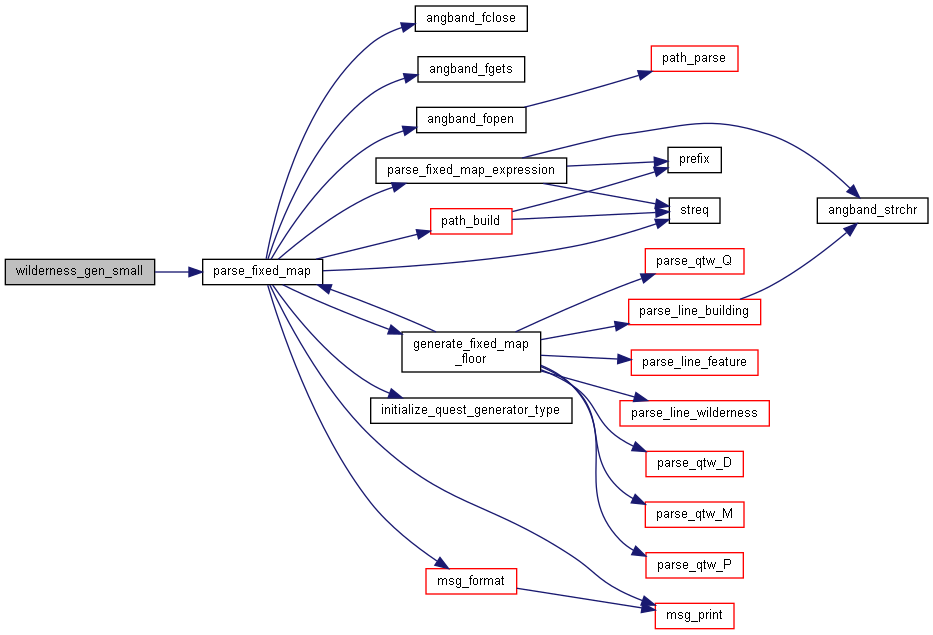 angband_fclose
angband_fgets
path_parse
angband_fopen
parse_fixed_map_expression
prefix
path_build
streq
angband_strchr
wilderness_gen_small
parse_fixed_map
parse_qtw_Q
parse_line_building
generate_fixed_map
_floor
parse_line_feature
initialize_quest_generator_type
parse_line_wilderness
parse_qtw_D
parse_qtw_M
parse_qtw_P
msg_format
msg_print